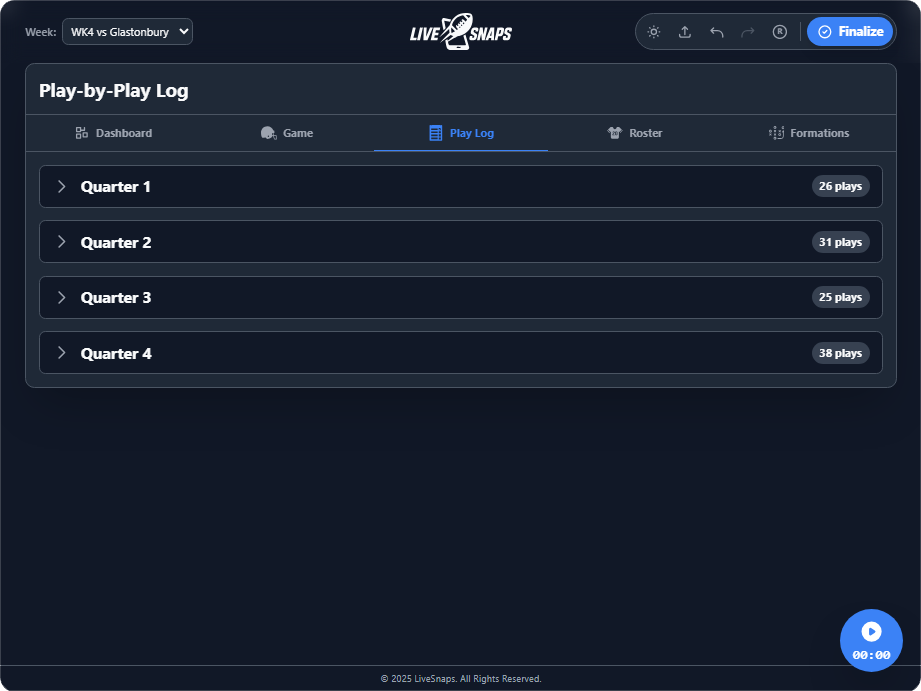 Week: WK4 vs Glastonbury
LIVE SNAPS
R
Finalize
Play-by-Play Log
Dashboard
Game
Play Log
Roster
Formations
Quarter 1
26 plays
Quarter 2
31 plays
Quarter 3
25 plays
Quarter 4
38 plays
00:00
© 2025 LiveSnaps. All Rights Reserved.